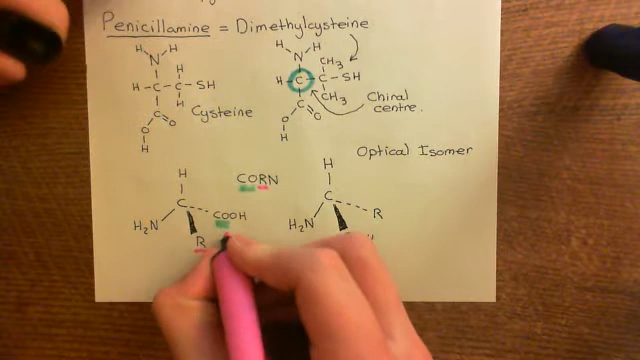 Penicillamine = Dimethylcysteine
H H
N
H
H - C - C - SH
H
C
O
O
H
Cysteine
H H
N
CH3
H - C - C - SH
CH3
C
O
O
H
Chiral
centre.
Optical Isomer
H
C
COOH
H2N
R
CORN
H
C
R
H2N